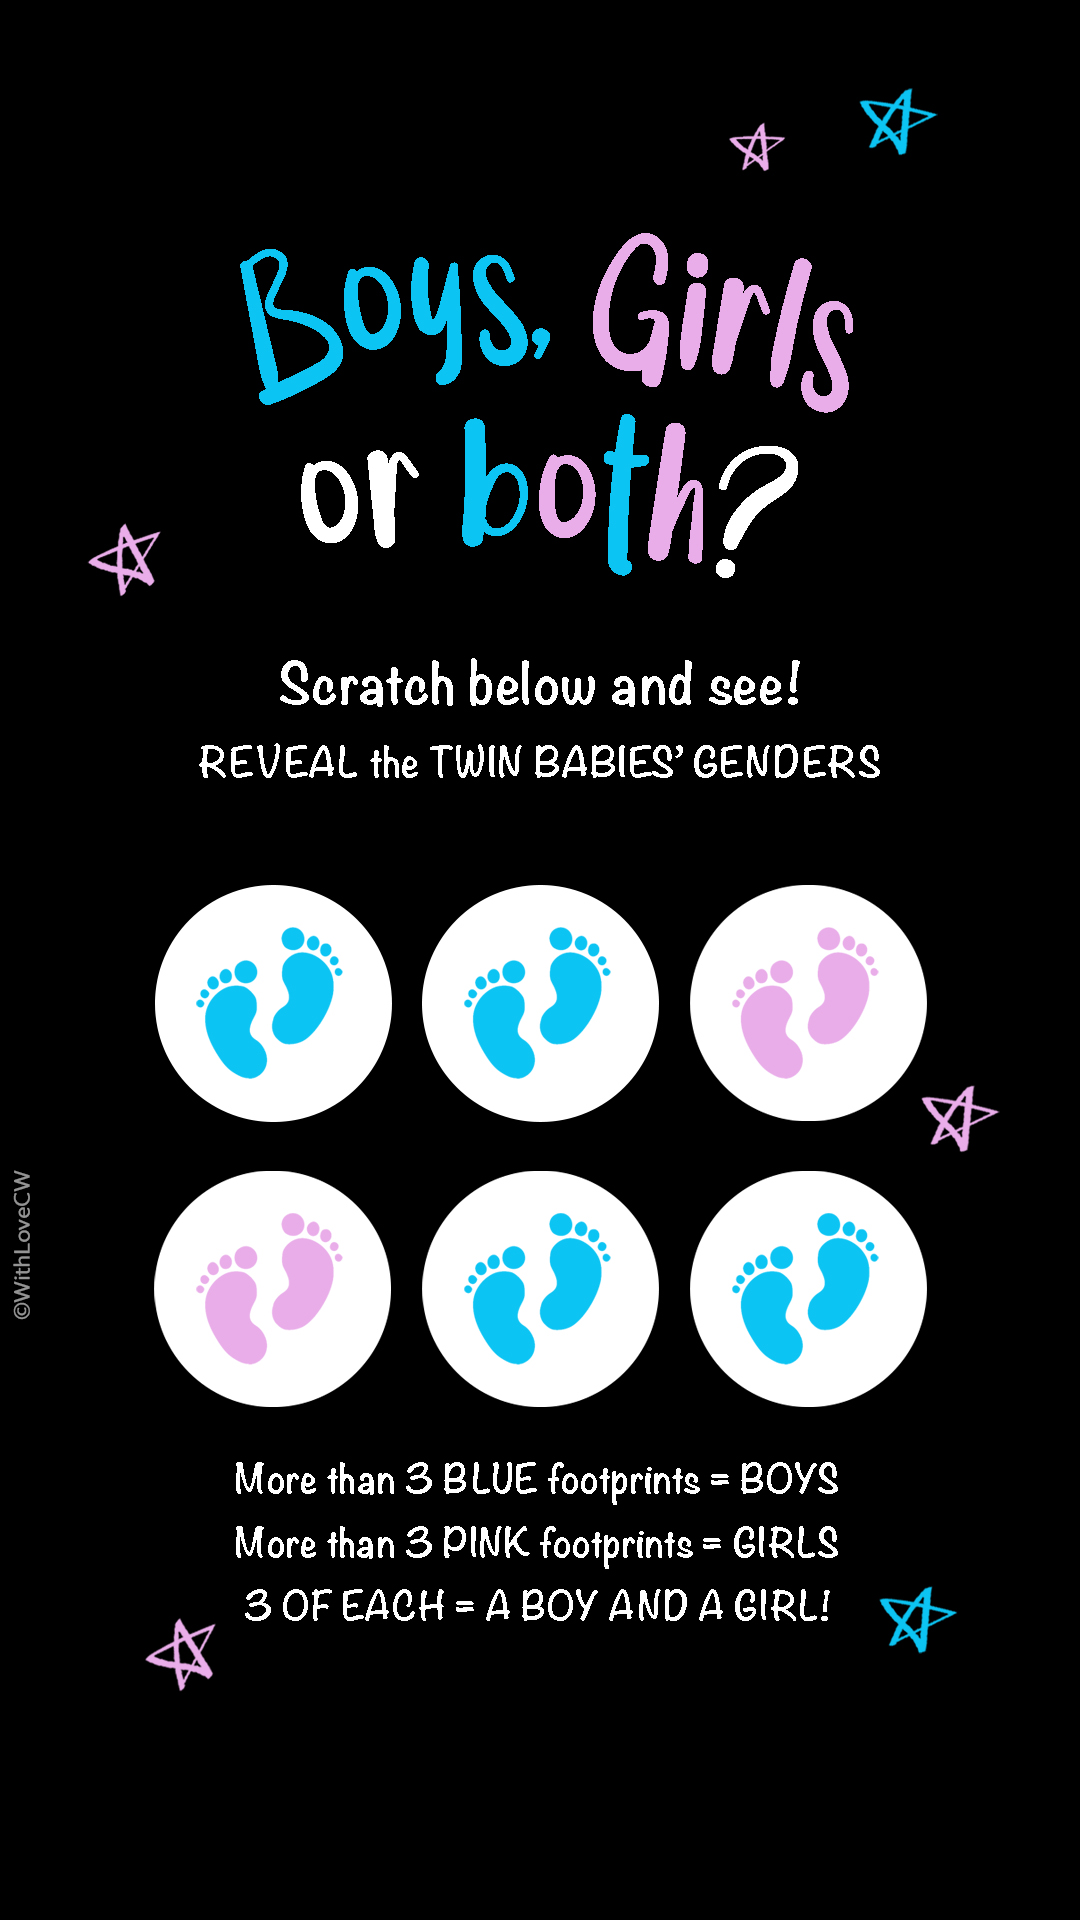 Boys, Girls
or both?
Scratch below and see!
REVEAL the TWIN BABIES’ GENDERS
©WithLoveCW
More than 3 BLUE footprints = BOYS
More than 3 PINK footprints = GIRLS
3 OF EACH = A BOY AND A GIRL!